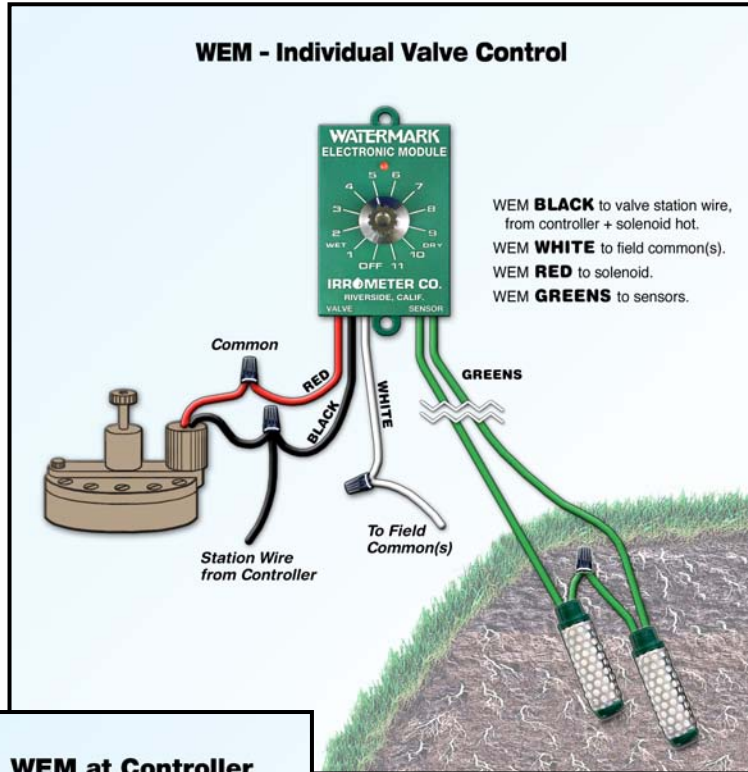 WEM - Individual Valve Control
WATERMARK
ELECTRONIC MODULE
5 6
4 7
3 8
2 9
WET DRY
1 10
OFF 11
IRROMETER CO.
RIVERSIDE, CALIF.
VALVE SENSOR
WEM BLACK to valve station wire,
from controller + solenoid hot.
WEM WHITE to field common(s).
WEM RED to solenoid.
WEM GREENS to sensors.
Common
RED
BLACK
WHITE
GREENS
Station Wire
from Controller
To Field
Common(s)
WEM at Controller